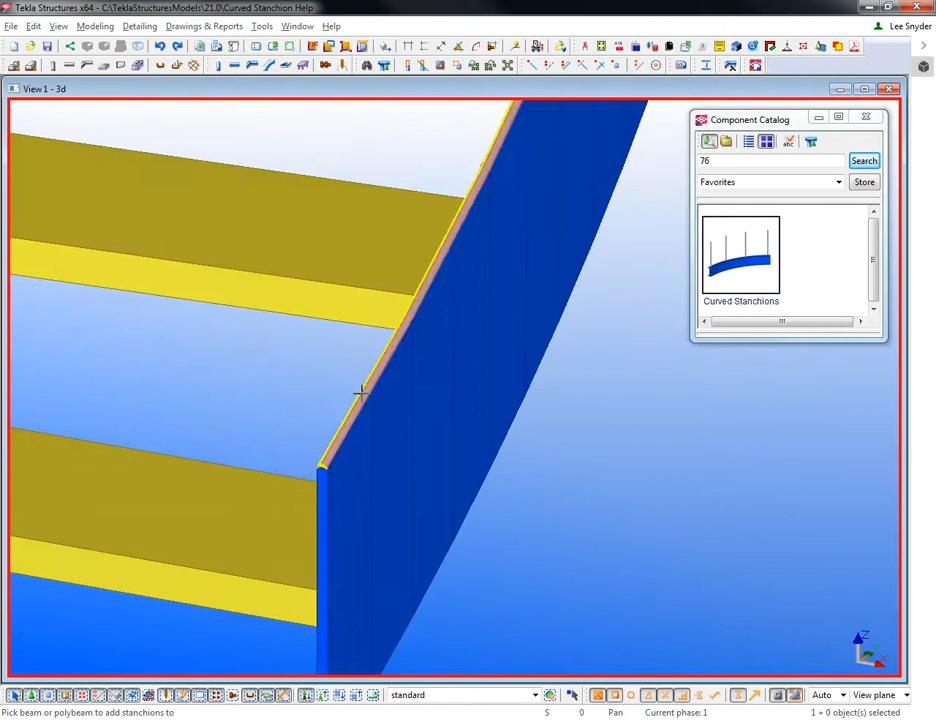 Tekla Structures x64 - C:\TeklaStructuresModels\21.0\Curved Stanchion Help
File Edit View Modeling Detailing Drawings & Reports Tools Window Help
Lee Snyder
View 1 - 3d
Component Catalog
abc
76
Search
Favorites
Store
Curved Stanchions
Z
Y
X
standard
Auto
View plane
Pick beam or polybeam to add stanchions to
S
0
Pan
Current phase: 1
1 + 0 object(s) selected